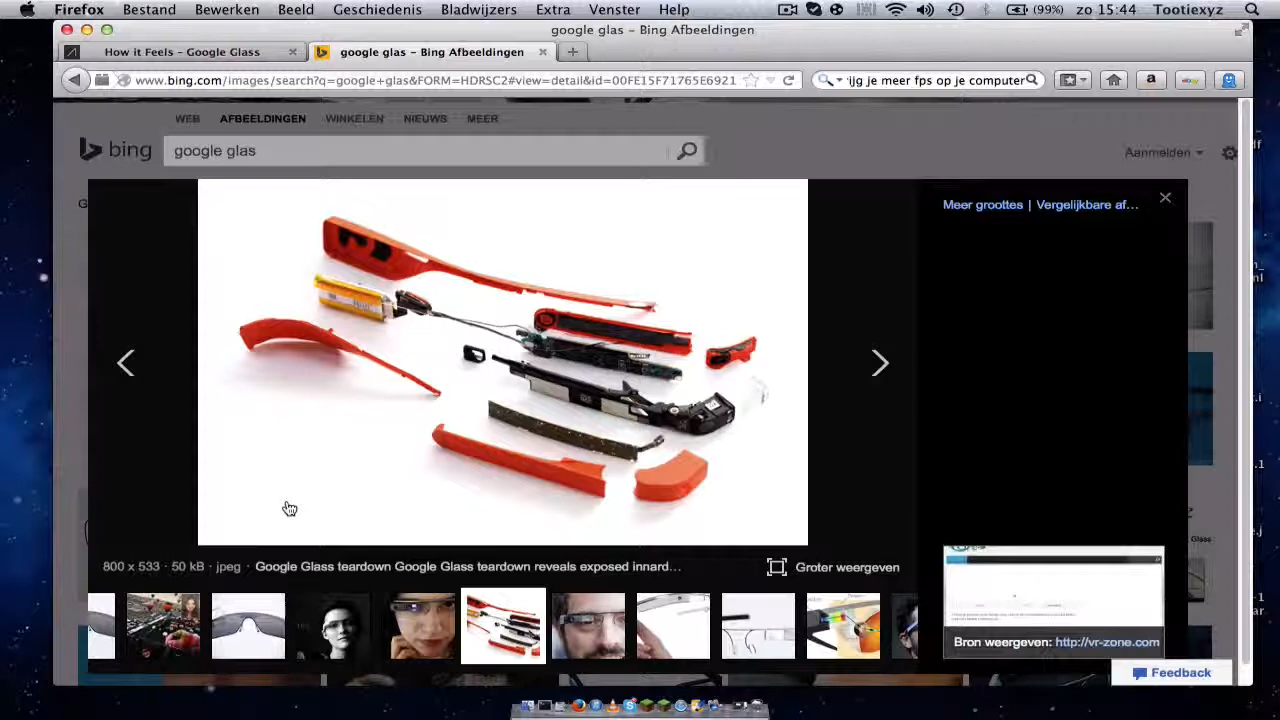 Firefox Bestand Bewerken Beeld Geschiedenis Bladwijzers Extra Venster Help (99%) zo 15:44 Tootiexyz
google glas - Bing Afbeeldingen
How it Feels - Google Glass google glas - Bing Afbeeldingen
www.bing.com/images/search?q=google+glas&FORM=HDRSC2#view=detail&id=00FE15F71765E6921 ijg je meer fps op je computer
WEB AFBEELDINGEN WINKELEN NIEUWS MEER
bing google glas Aanmelden
Meer groottes | Vergelijkbare af...
800 x 533 · 50 kB · jpeg Google Glass teardown Google Glass teardown reveals exposed innard... Groter weergeven
Bron weergeven: http://vr-zone.com
Feedback